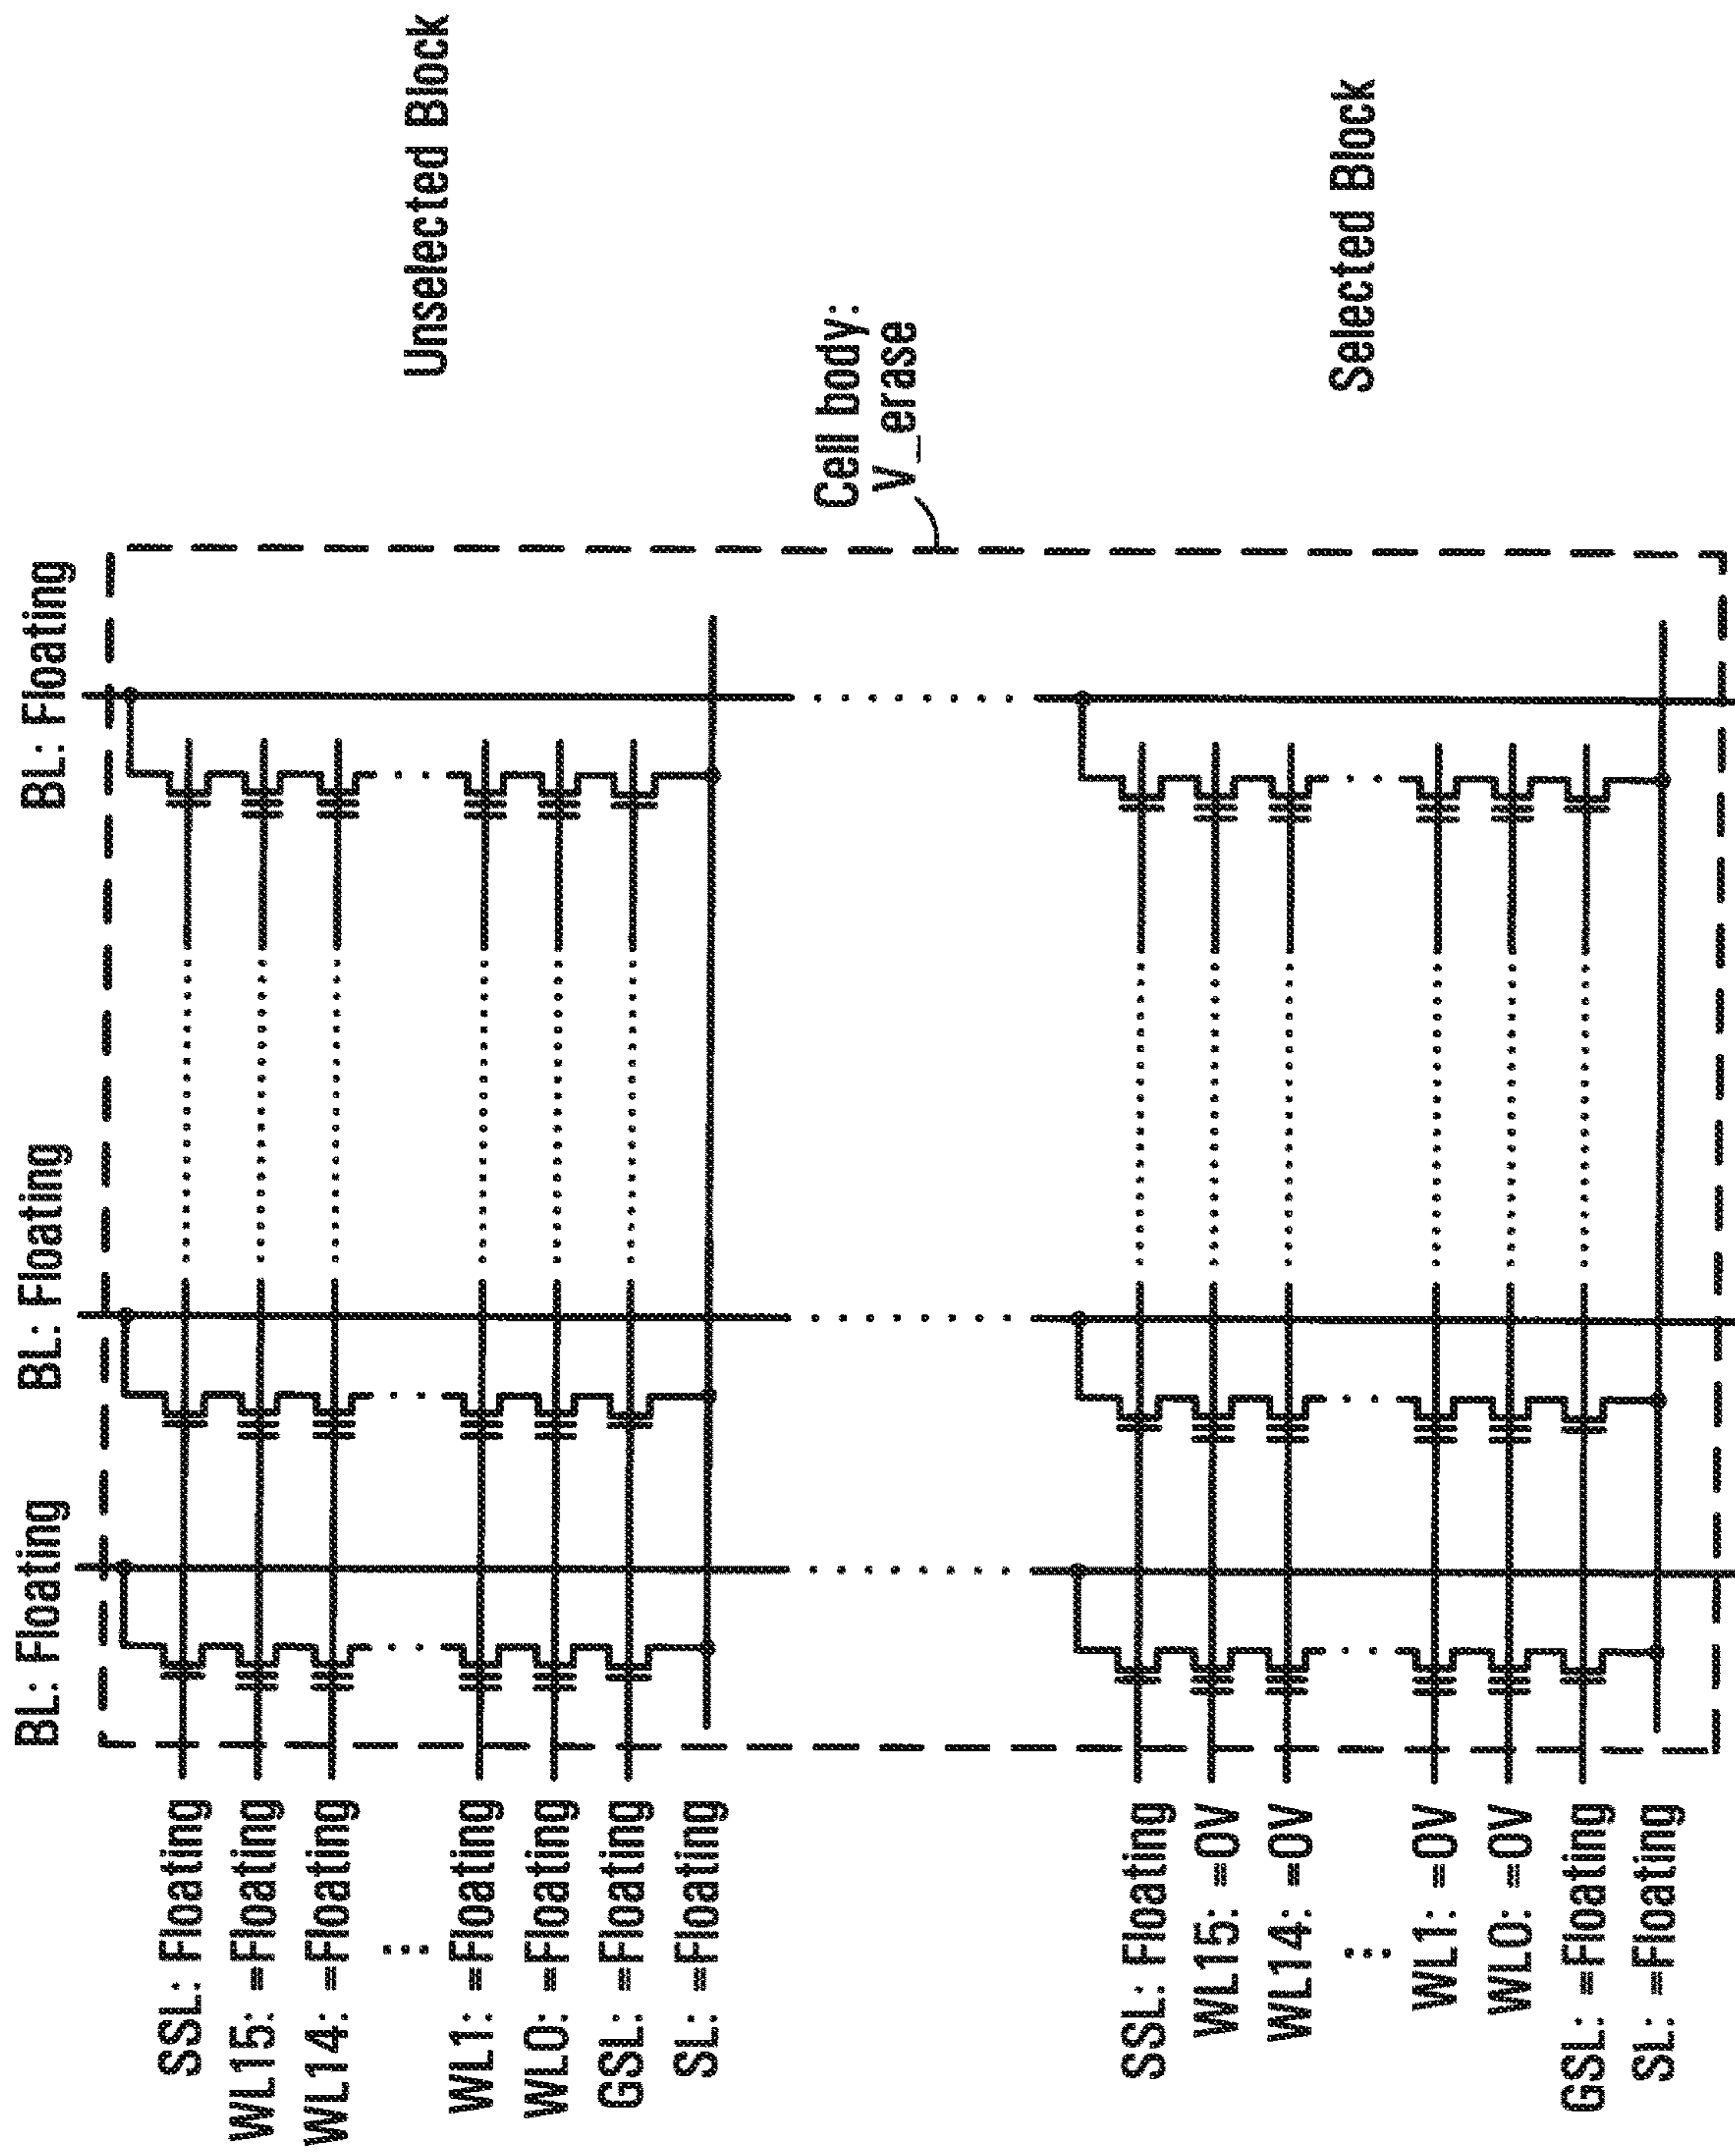 BL: Floating
BL: Floating
BL: Floating
SSL: Floating
WL15: =Floating
WL14: =Floating
WL1: =Floating
WL0: =Floating
GSL: =Floating
SL: =Floating
Unselected Block
Cell body:
V_erase
SSL: Floating
WL15: =0V
WL14: =0V
WL1: =0V
WL0: =0V
GSL: =Floating
SL: =Floating
Selected Block